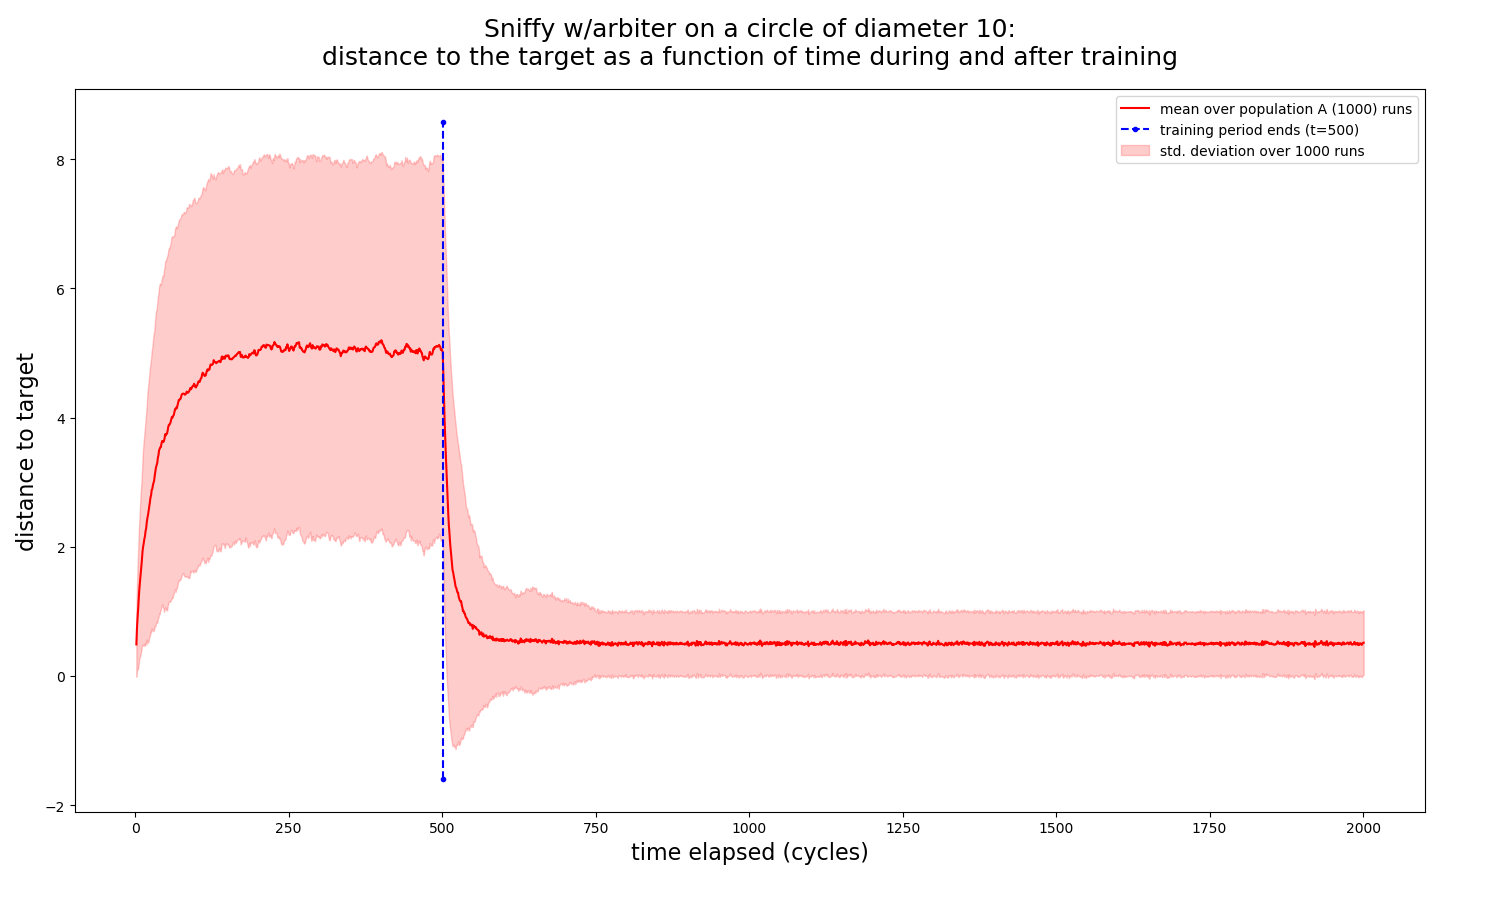 Sniffy w/arbiter on a circle of diameter 10:
distance to the target as a function of time during and after training
mean over population A (1000) runs
training period ends (t=500)
std. deviation over 1000 runs
distance to target
8
6
4
2
0
−2
0 250 500 750 1000 1250 1500 1750 2000
time elapsed (cycles)